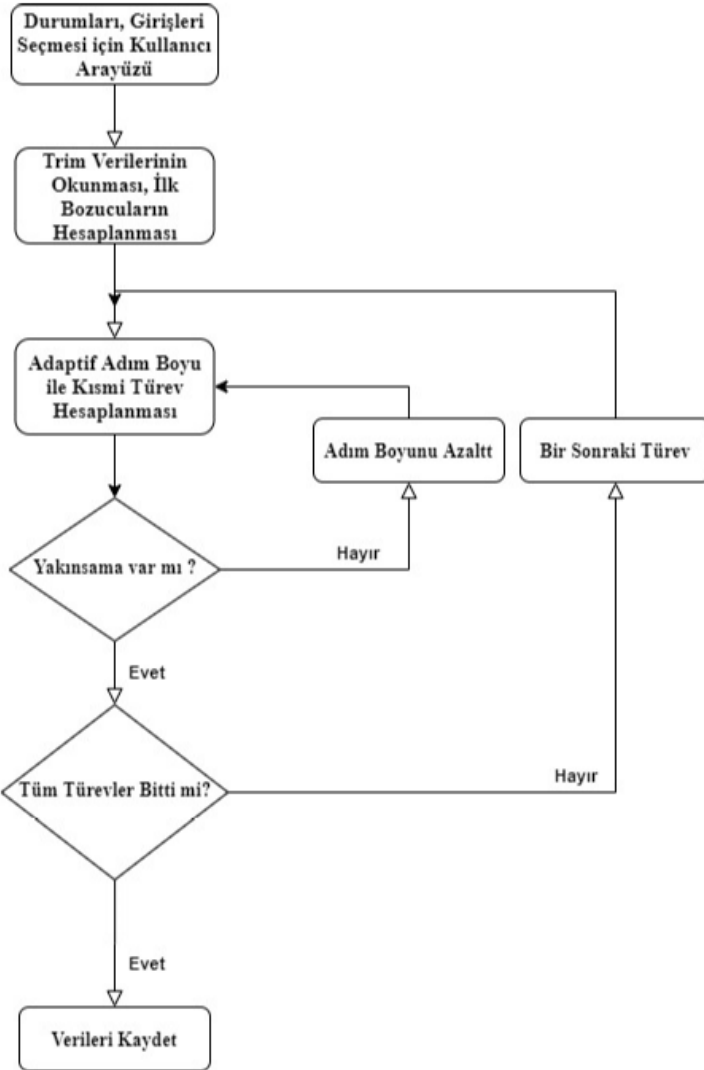 Durumları, Girişleri
Seçmesi için Kullanıcı
Arayüzü
Trim Verilerinin
Okunması, İlk
Bozucuların
Hesaplanması
Adaptif Adım Boyu
ile Kısmi Türev
Hesaplanması
Adım Boyunu Azaltt
Bir Sonraki Türev
Yakınsama var mı ?
Hayır
Evet
Tüm Türevler Bitti mi?
Hayır
Evet
Verileri Kaydet